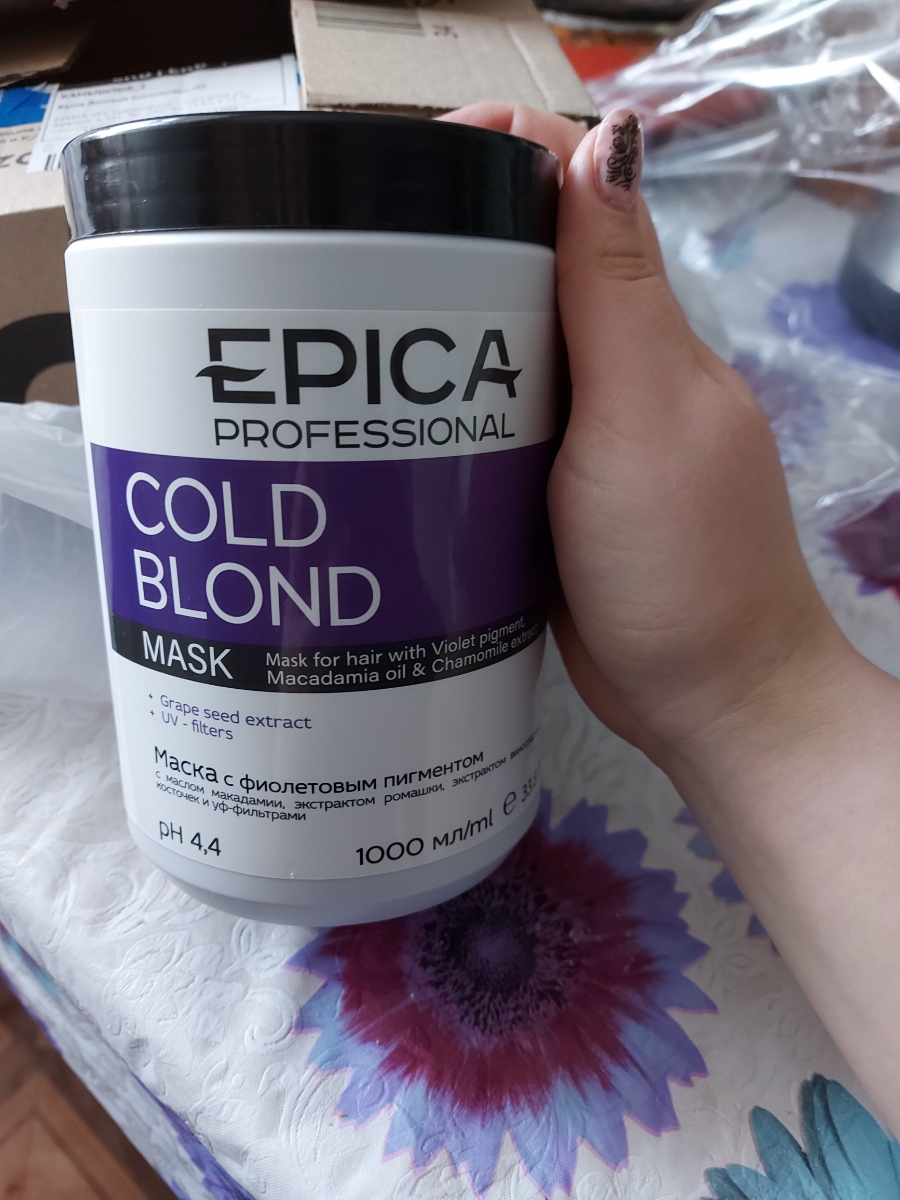 EPICA
PROFESSIONAL
COLD
BLOND
MASK
Mask for hair with Violet pigment,
Macadamia oil & Chamomile extract
+ Grape seed extract
+ UV - filters
Маска с фиолетовым пигментом
с маслом макадамии, экстрактом ромашки, экстрактом
косточек и уф-фильтрами
pH 4,4
1000 мл/ml ℮